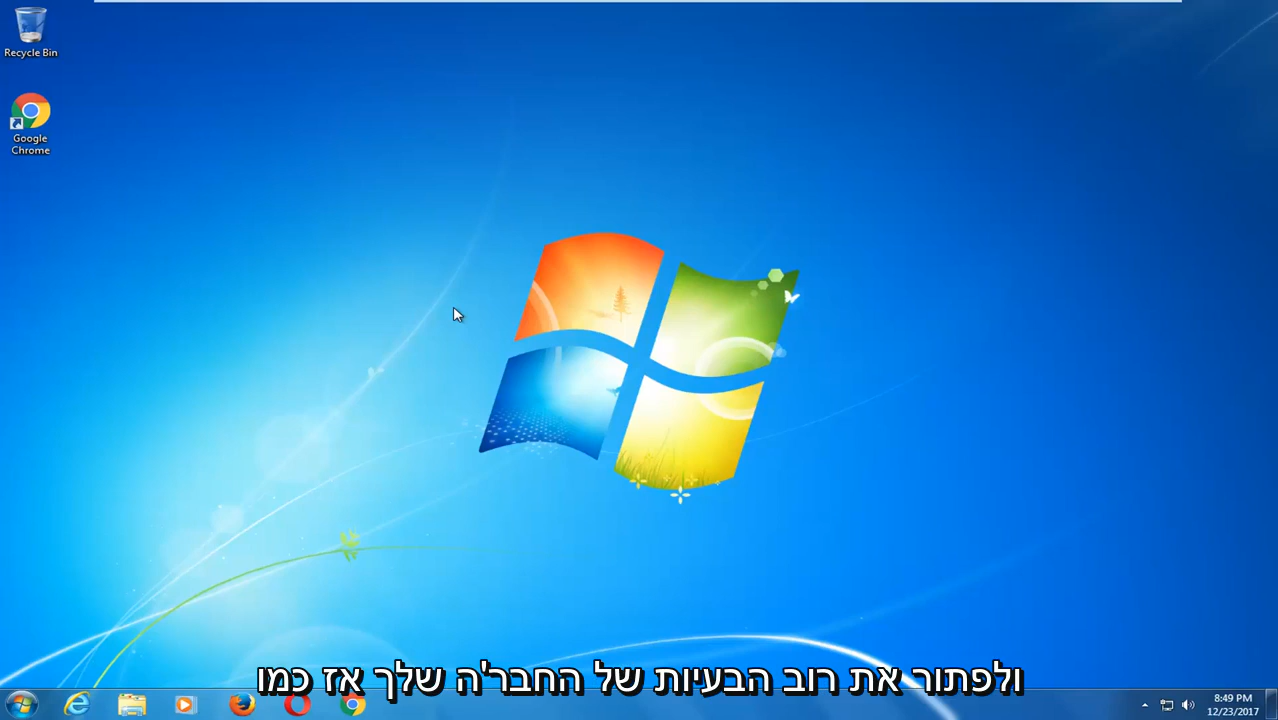 Recycle Bin
Google
Chrome
ולפתור את רוב הבעיות של החבר'ה שלך אז כמו
8:49 PM
12/23/2017